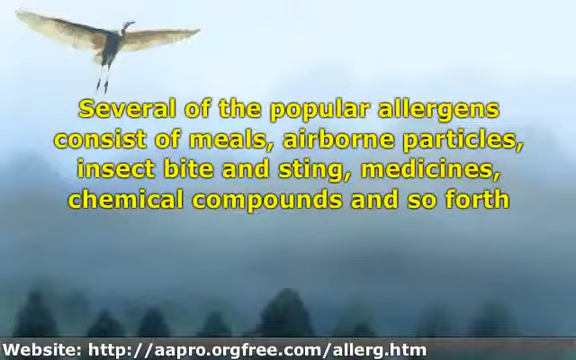 Several of the popular allergens
consist of meals, airborne particles,
insect bite and sting, medicines,
chemical compounds and so forth
Website: http://aapro.orgfree.com/allerg.htm